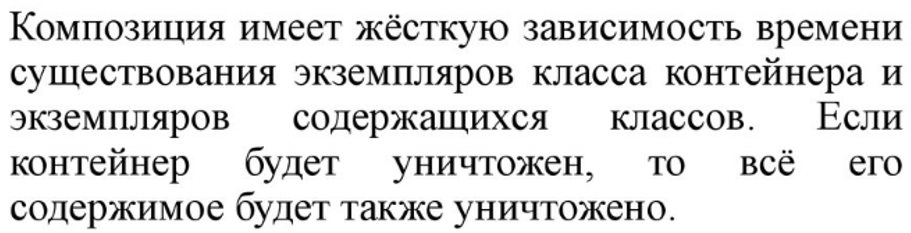 Композиция имеет жёсткую зависимость времени
существования экземпляров класса контейнера и
экземпляров содержащихся классов. Если
контейнер будет уничтожен, то всё его
содержимое будет также уничтожено.